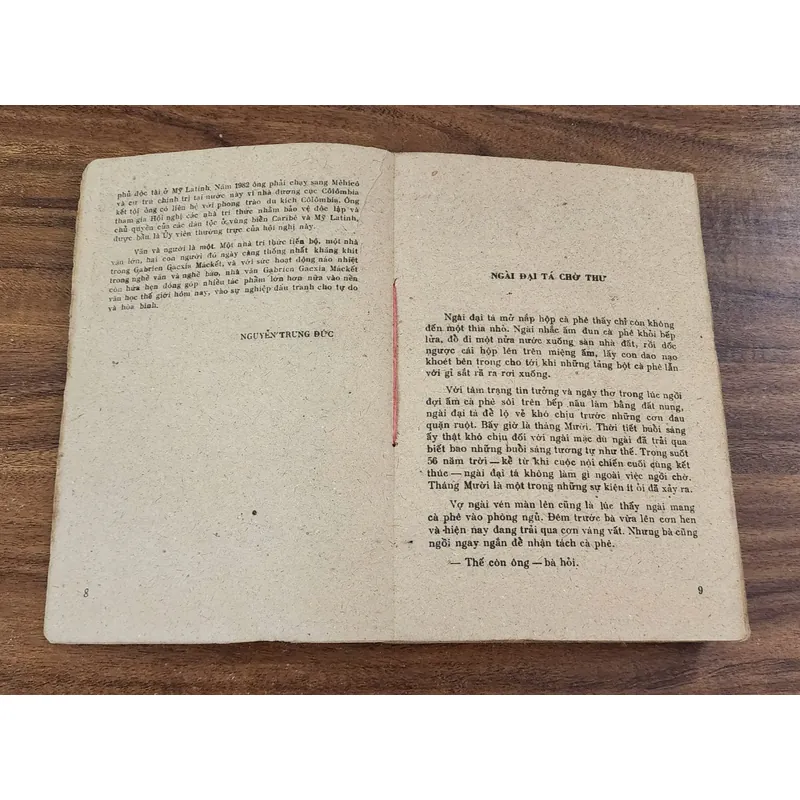 phủ độc tài ở Mỹ Latinh. Năm 1982 ông phải chạy sang Mêhicô
và cư trú chính trị tại nước này vì nhà đương cục Côlômbia
kết tội ông có liên hệ với phong trào du kích Côlômbia. Ông
tham gia Hội nghị các nhà trí thức nhằm bảo vệ độc lập và
chủ quyền của các dân tộc ở vùng biển Caribê và Mỹ Latinh,
được bầu là Ủy viên thường trực của hội nghị này.
Văn và người là một. Một nhà trí thức tiến bộ, một nhà
văn lớn, hai con người đó ngày càng thống nhất khăng khít
trong Gabrien Gacxia Mácket, và với sức hoạt động náo nhiệt
trong nghề văn và nghề báo, nhà văn Gabrien Gacxia Mácket
còn hứa hẹn đóng góp nhiều tác phẩm lớn hơn nữa vào nền
văn học thế giới hôm nay, vào sự nghiệp đấu tranh cho tự do
và hòa bình.
NGUYỄN TRUNG ĐỨC
8
NGÀI ĐẠI TÁ CHỜ THƯ
Ngài đại tá mở nắp hộp cà phê thấy chỉ còn không
đến một thìa nhỏ. Ngài nhấc ấm đun cà phê khỏi bếp
lửa, đổ đi một nửa nước xuống sàn nhà đất, rồi dốc
ngược cái hộp lên trên miệng ấm, lấy con dao nạo
khoét bên trong cho tới khi những tảng bột cà phê lẫn
với gỉ sắt rã ra rơi xuống.
Với tâm trạng tin tưởng và ngây thơ trong lúc ngồi
đợi ấm cà phê sôi trên bếp nấu làm bằng đất nung,
ngài đại tá để lộ vẻ khó chịu trước những cơn đau
quặn ruột. Bấy giờ là tháng Mười. Thời tiết buổi sáng
ấy thật khó chịu đối với ngài mặc dù ngài đã trải qua
biết bao những buổi sáng tương tự như thế. Trong suốt
56 năm trời — kể từ khi cuộc nội chiến cuối cùng kết
thúc — ngài đại tá không làm gì ngoài việc ngồi chờ.
Tháng Mười là một trong những sự kiện ít ỏi đã xảy ra.
Vợ ngài vén màn lên cũng là lúc thấy ngài mang
cà phê vào phòng ngủ. Đêm trước bà vừa lên cơn hen
và hiện nay đang trải qua cơn váng vất. Nhưng bà cũng
ngồi ngay ngắn để nhận tách cà phê.
— Thế còn ông — bà hỏi.
9